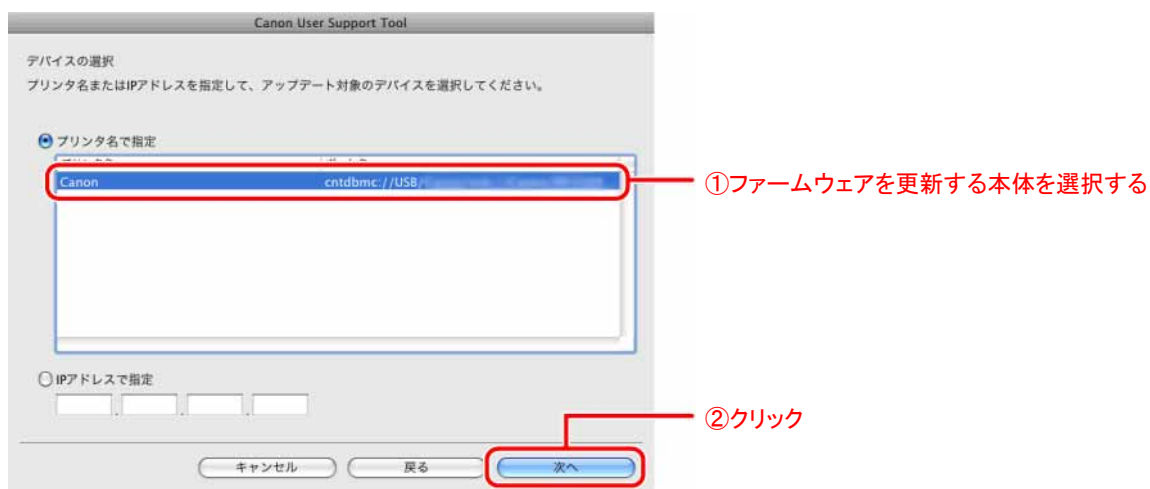 Canon User Support Tool
デバイスの選択
プリンタ名またはIPアドレスを指定して、アップデート対象のデバイスを選択してください。
プリンタ名で指定
Canon cntdbmc://USB/
①ファームウェアを更新する本体を選択する
IPアドレスで指定
. . .
②クリック
キャンセル 戻る 次へ